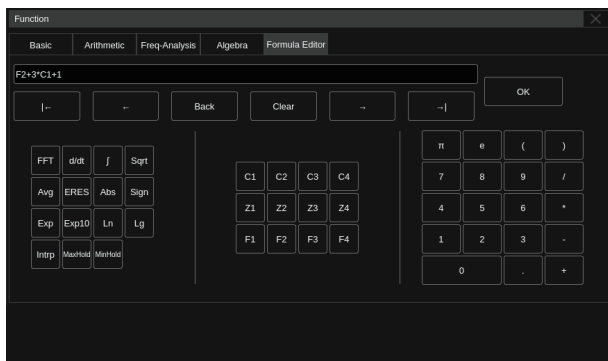 Function
Basic Arithmetic Freq-Analysis Algebra Formula Editor
F2+3*C1+1
OK
|← ← Back Clear → →|
π e ( )
FFT d/dt ∫ Sqrt
C1 C2 C3 C4
7 8 9 /
Avg ERES Abs Sign
Z1 Z2 Z3 Z4
4 5 6 *
Exp Exp10 Ln Lg
F1 F2 F3 F4
1 2 3 -
Intrp MaxHold MinHold
0 . +